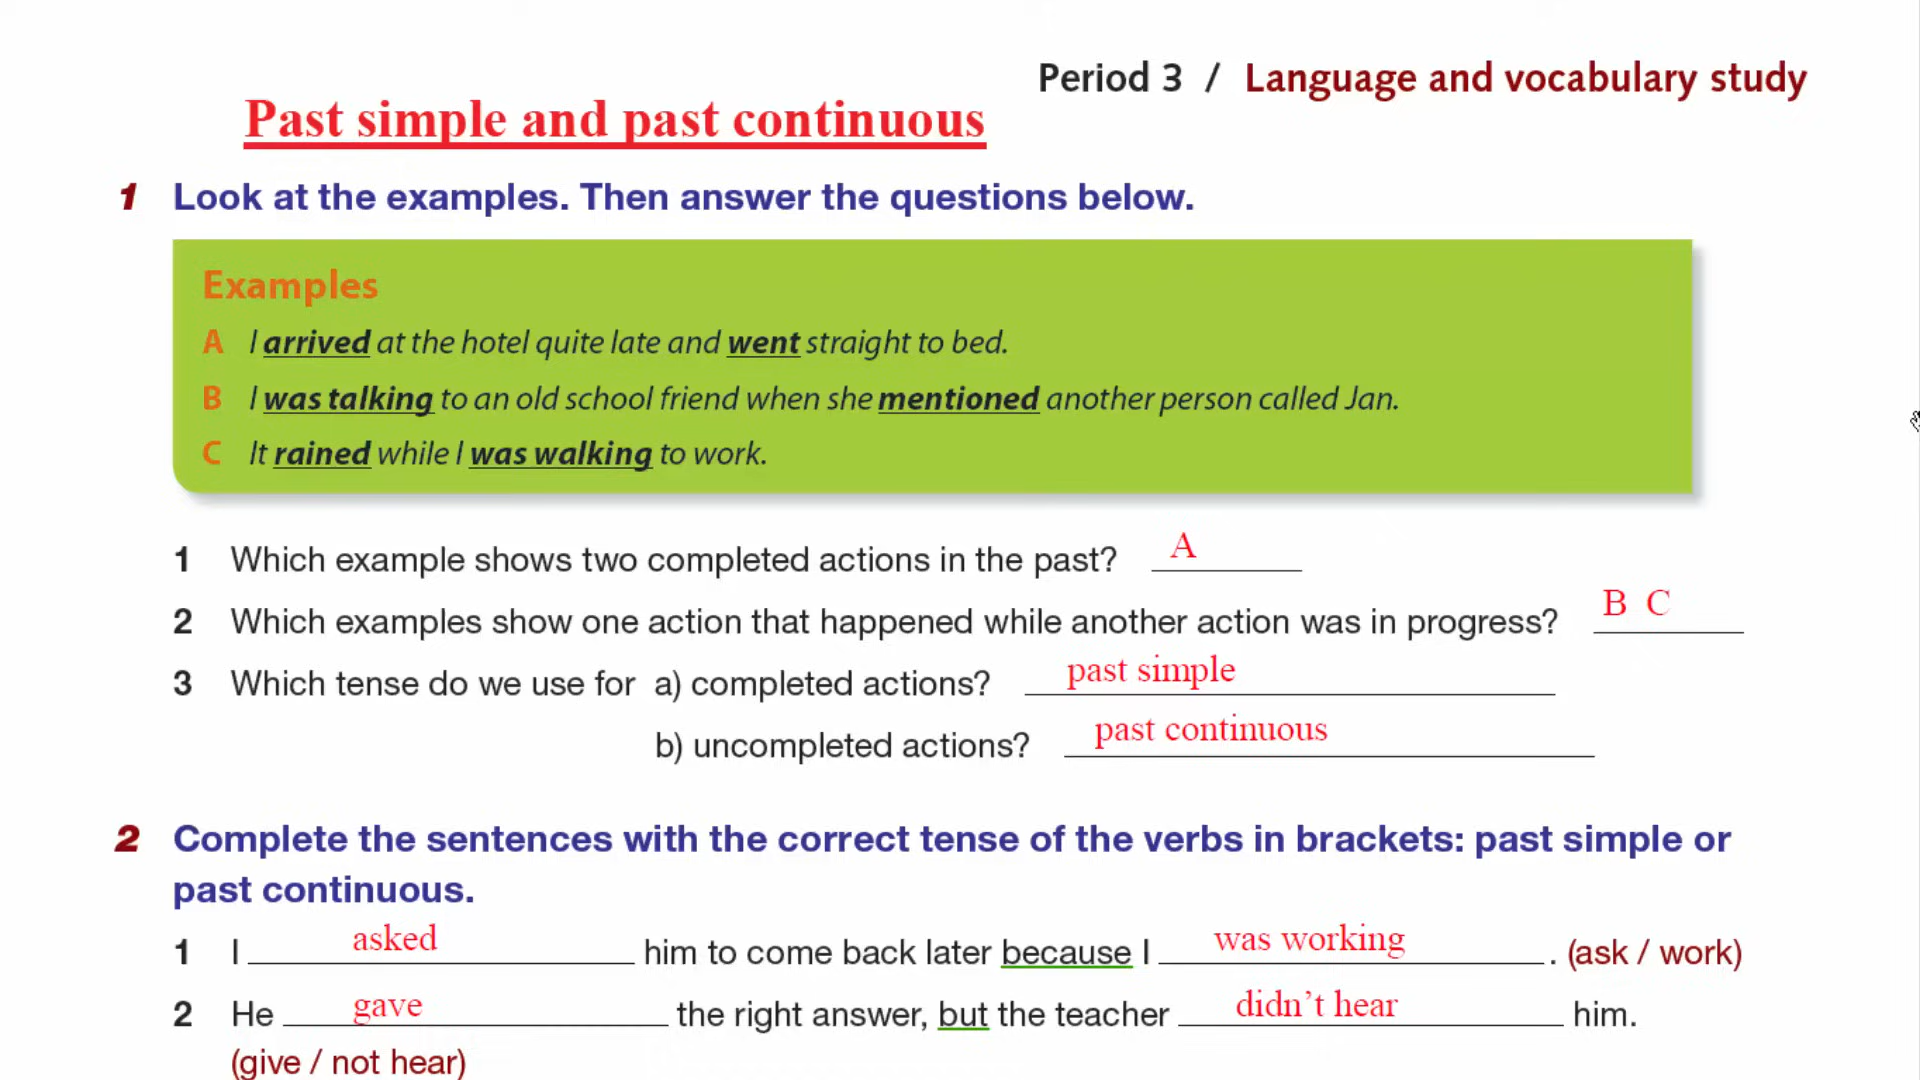 Period 3 / Language and vocabulary study
Past simple and past continuous
1 Look at the examples. Then answer the questions below.
Examples
A I arrived at the hotel quite late and went straight to bed.
B I was talking to an old school friend when she mentioned another person called Jan.
C It rained while I was walking to work.
1 Which example shows two completed actions in the past? A
2 Which examples show one action that happened while another action was in progress? B C
3 Which tense do we use for a) completed actions? past simple
b) uncompleted actions? past continuous
2 Complete the sentences with the correct tense of the verbs in brackets: past simple or
past continuous.
1 I asked him to come back later because I was working . (ask / work)
2 He gave the right answer, but the teacher didn't hear him.
(give / not hear)